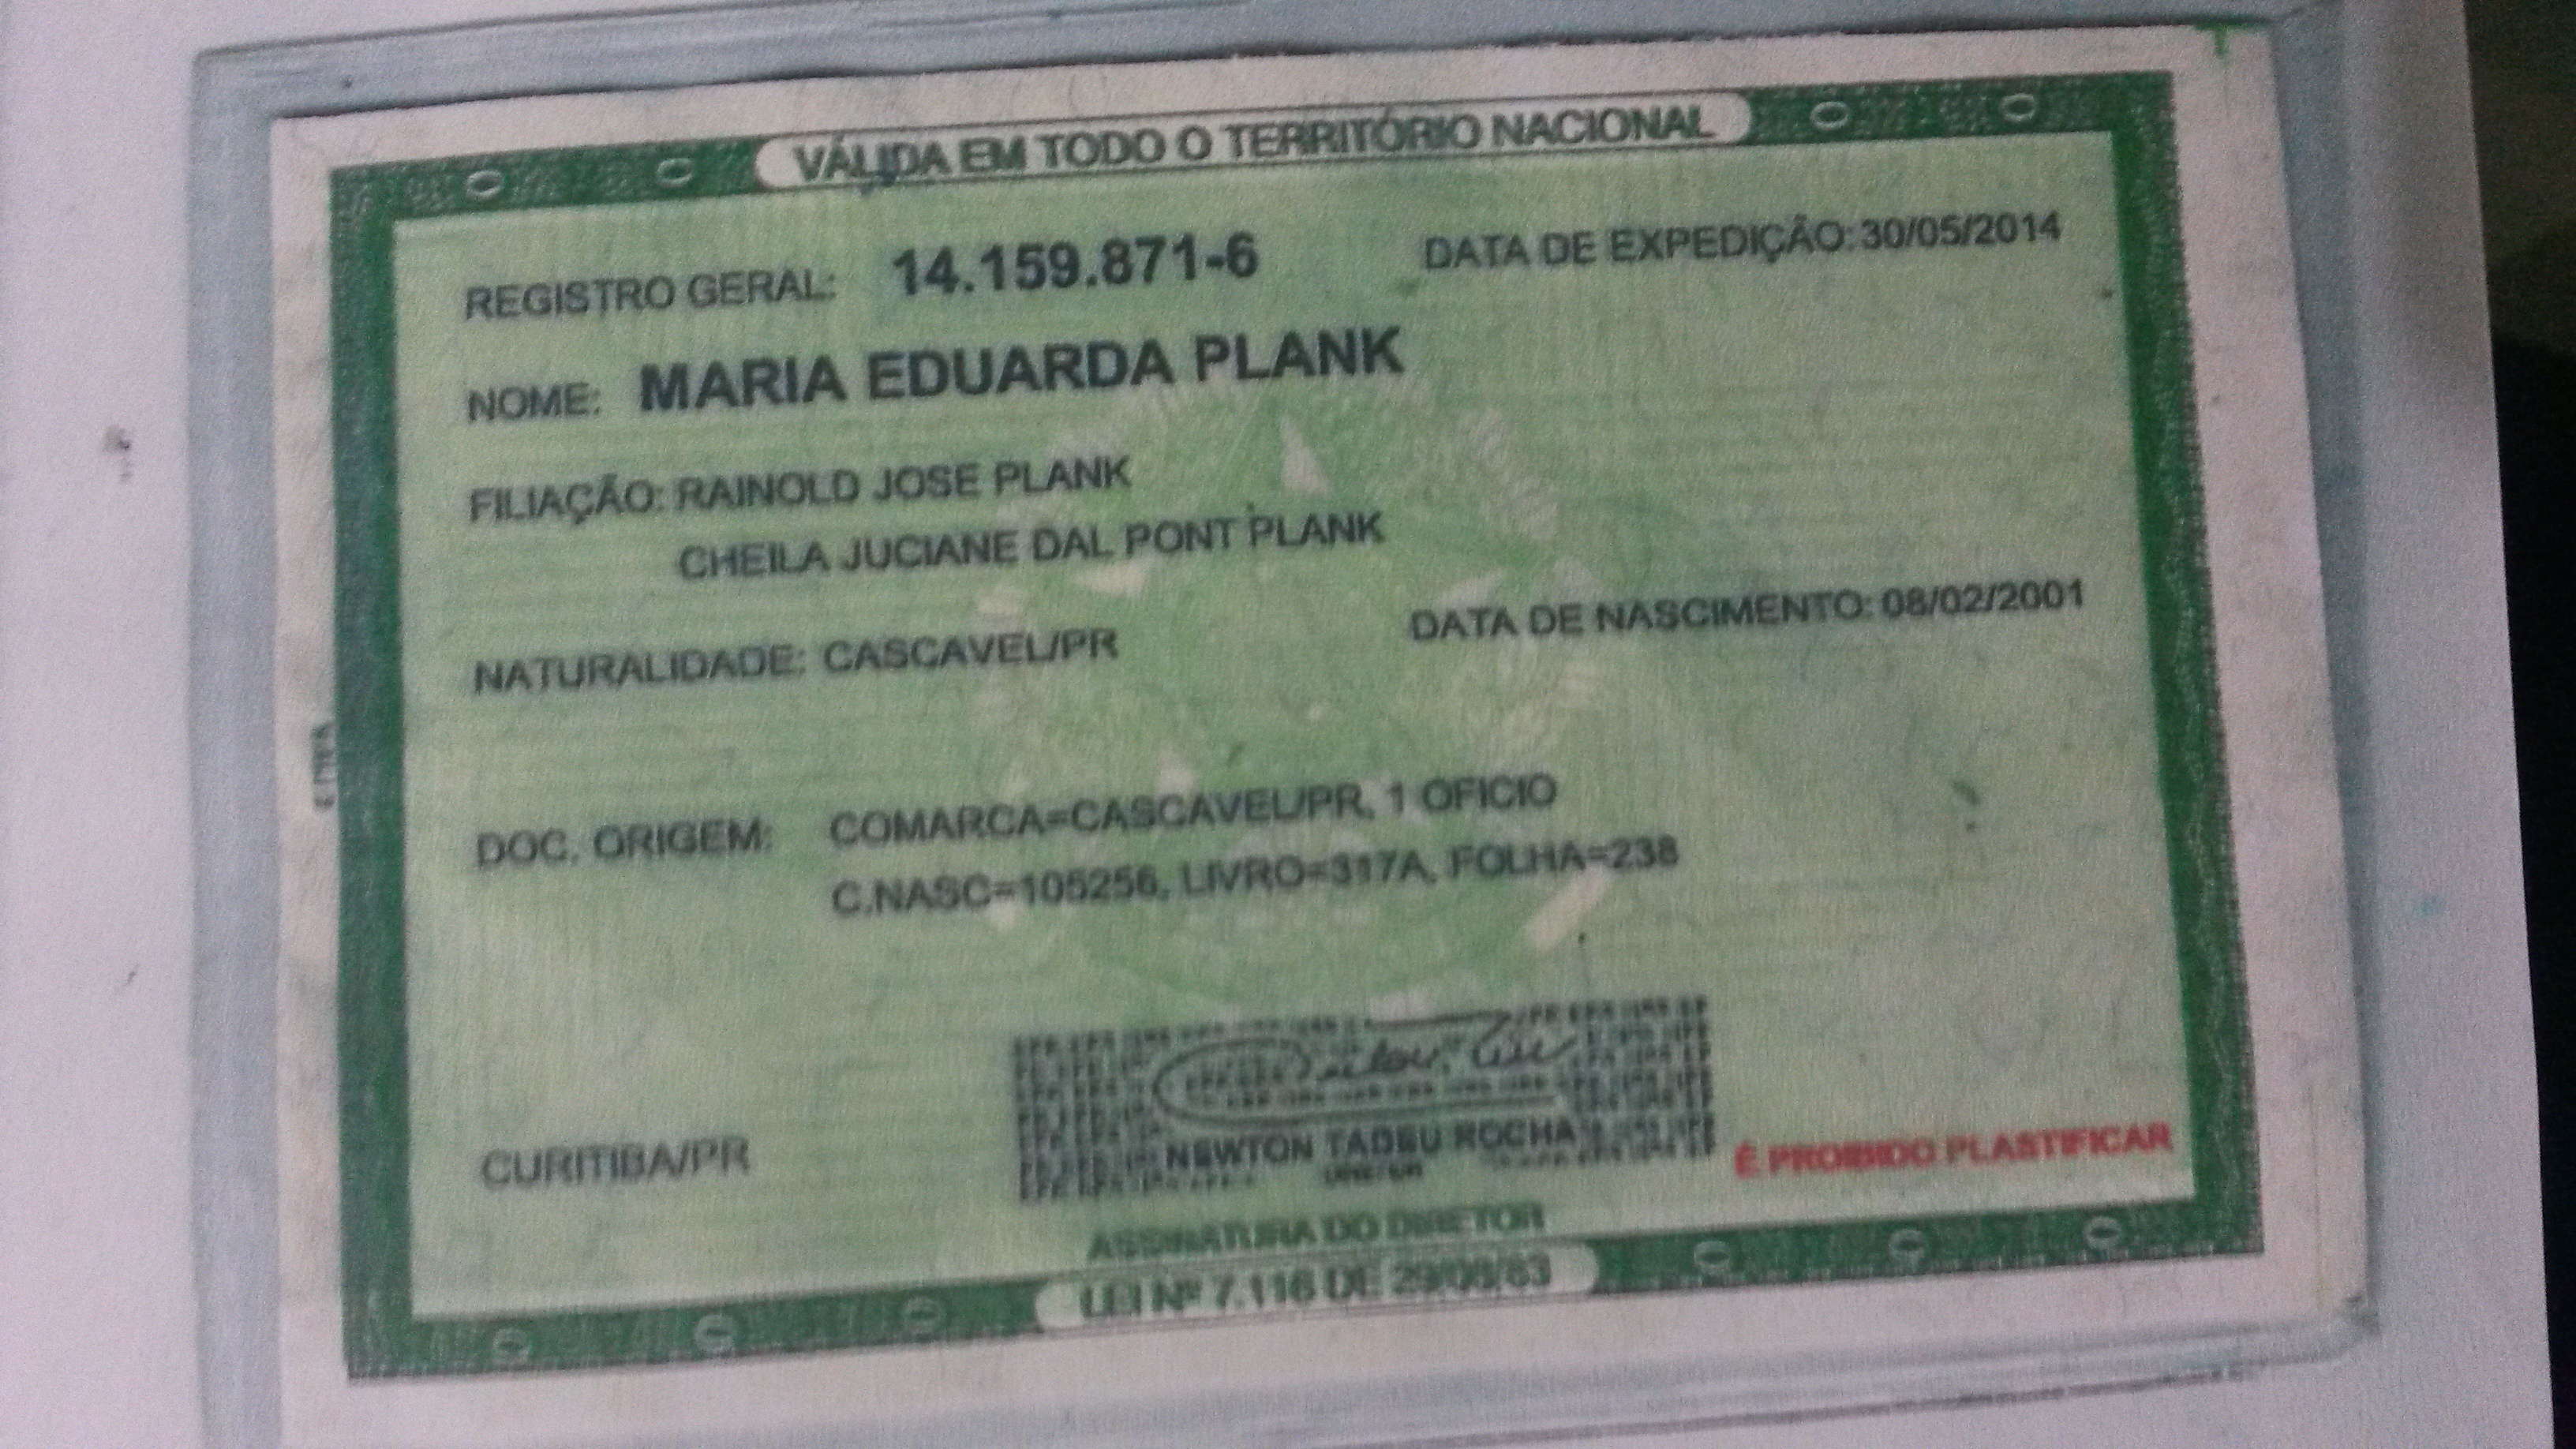 VÁLIDA EM TODO O TERRITÓRIO NACIONAL
REGISTRO GERAL: 14.159.871-6 DATA DE EXPEDIÇÃO:30/05/2014
NOME: MARIA EDUARDA PLANK
FILIAÇÃO: RAINOLD JOSE PLANK
CHEILA JUCIANE DAL PONT PLANK
NATURALIDADE: CASCAVEL/PR DATA DE NASCIMENTO: 08/02/2001
DOC. ORIGEM: COMARCA=CASCAVEL/PR, 1 OFICIO
C.NASC=105256, LIVRO=317A, FOLHA=238
CURITIBA/PR
NEWTON TADEU ROCHA
É PROIBIDO PLASTIFICAR
ASSINATURA DO DIRETOR
LEI Nº 7.116 DE 29/08/83